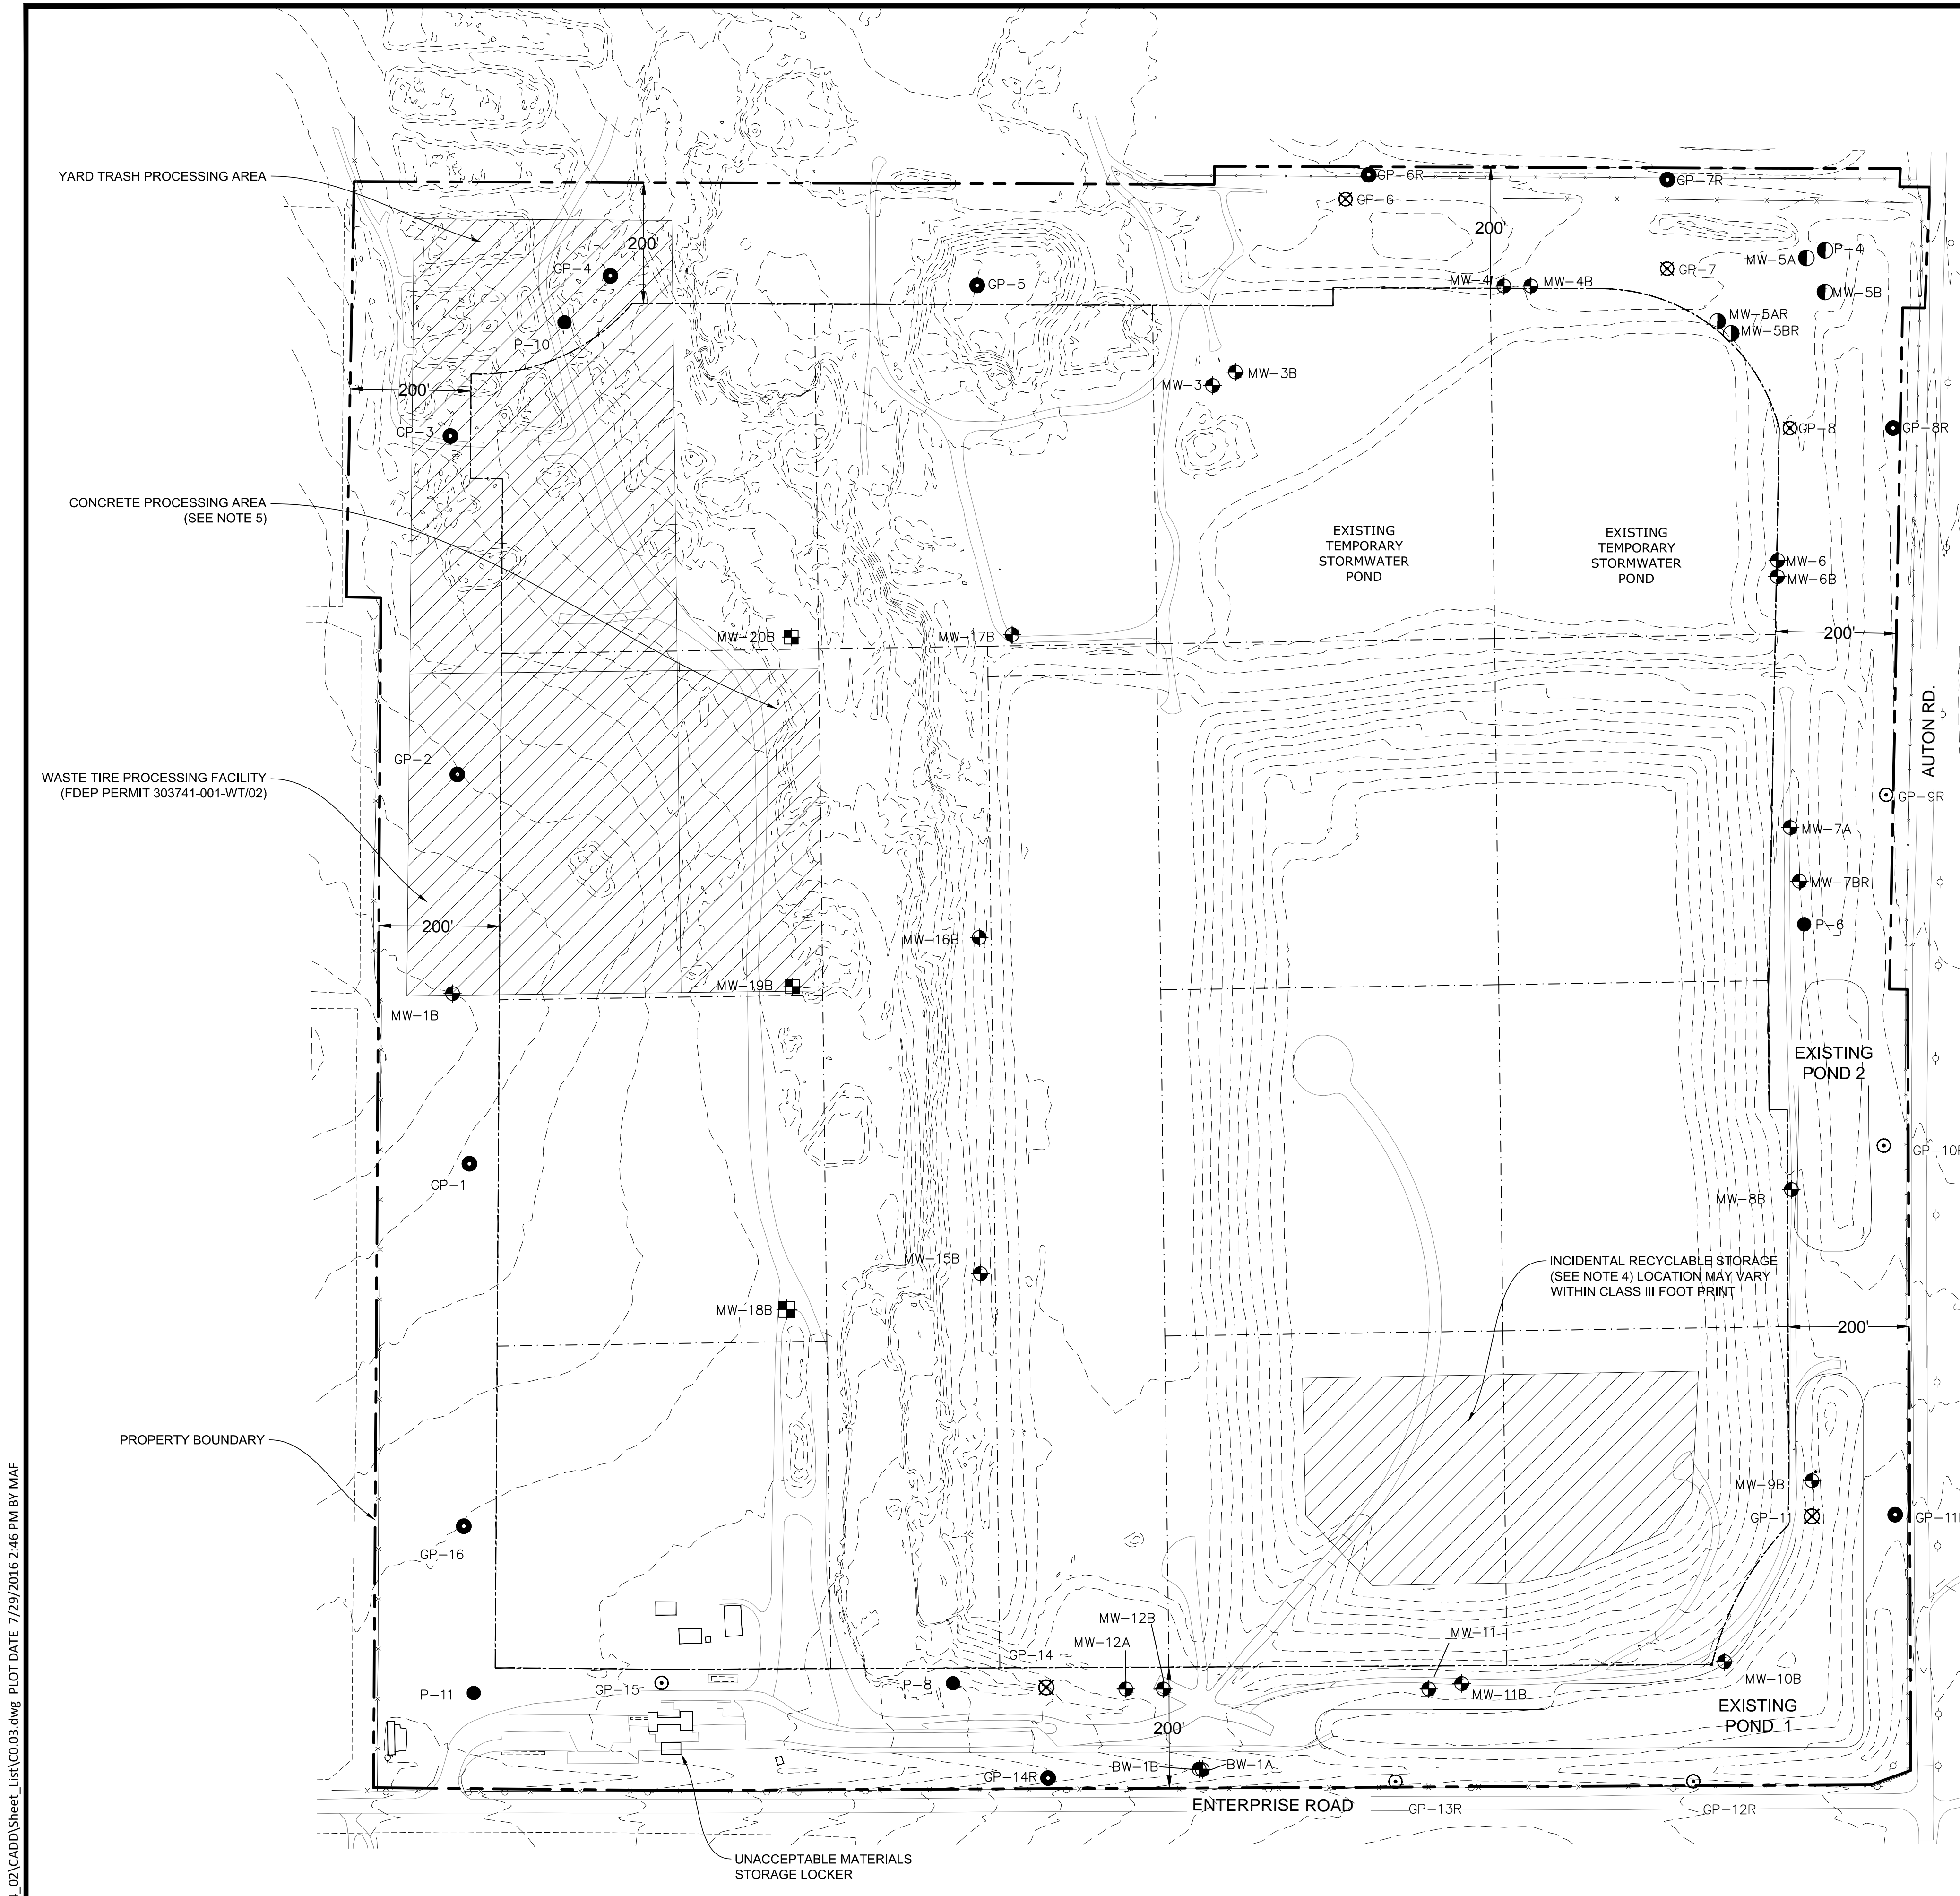 YARD TRASH PROCESSING AREA
200'
GP-4
P-10
200'
GP-3
CONCRETE PROCESSING AREA
(SEE NOTE 5)
GP-5
GP-6R
GP-6
200'
GP-7R
GP-7
MW-5A
P-4
MW-5B
MW-4
MW-4B
MW-5AR
MW-5BR
MW-3
MW-3B
GP-8
GP-8R
EXISTING
TEMPORARY
STORMWATER
POND
EXISTING
TEMPORARY
STORMWATER
POND
MW-6
MW-6B
200'
MW-20B
MW-17B
AUTON RD.
GP-2
WASTE TIRE PROCESSING FACILITY
(FDEP PERMIT 303741-001-WT/02)
GP-9R
MW-7A
MW-7BR
P-6
200'
MW-16B
MW-19B
MW-1B
EXISTING
POND 2
GP-1
MW-8B
MW-15B
MW-18B
INCIDENTAL RECYCLABLE STORAGE
(SEE NOTE 4) LOCATION MAY VARY
WITHIN CLASS III FOOT PRINT
200'
PROPERTY BOUNDARY
MW-9B
GP-11
GP-16
MW-12B
MW-12A
MW-11
GP-14
P-11
GP-15
P-8
MW-11B
MW-10B
EXISTING
POND 1
200'
BW-1B
BW-1A
GP-14R
ENTERPRISE ROAD
GP-13R
GP-12R
UNACCEPTABLE MATERIALS
STORAGE LOCKER
_02\CADD\Sheet_List\C0.03.dwg PLOT DATE 7/29/2016 2:46 PM BY MAF